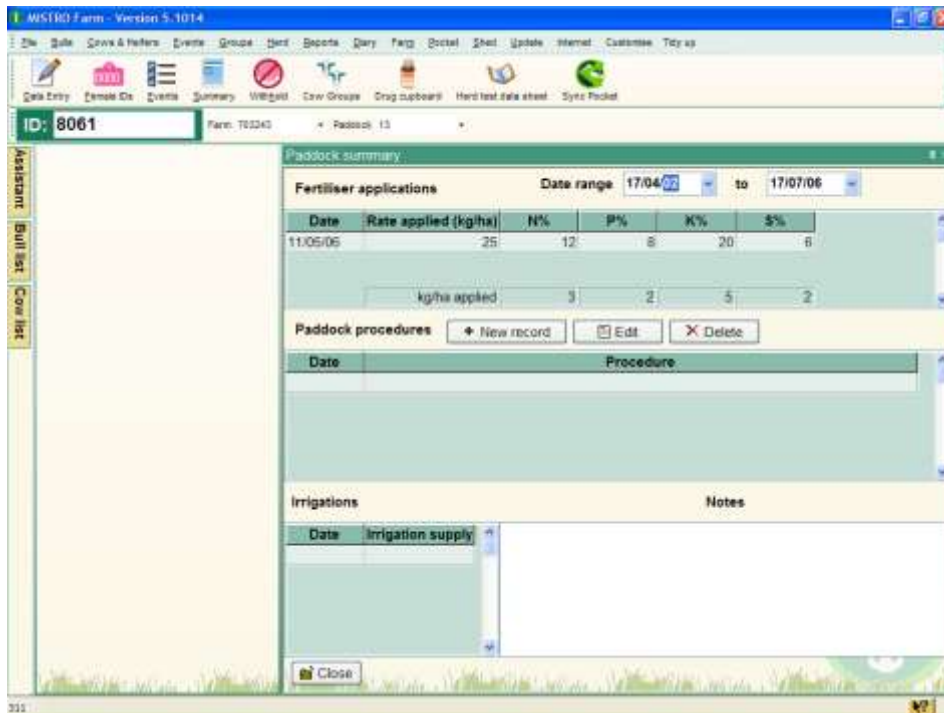 MISTRO Farm - Version 5.1014
File Bulls Cows & Heifers Events Groups Herd Reports Diary Farm Pocket Shed Update Internet Customise Tidy up
Data Entry Female IDs Events Summary Withhold Cow Groups Drug cupboard Herd test data sheet Sync Pocket
ID: 8061 Farm: Paddock 13
Assistant
Bull list
Cow list
Paddock summary
Fertiliser applications Date range 17/04/02 to 17/07/06
Date Rate applied (kg/ha) N% P% K% S%
11/05/06 25 12 8 20 6
kg/ha applied 3 2 5 2
Paddock procedures New record Edit Delete
Date Procedure
Irrigations Notes
Date Irrigation supply
Close